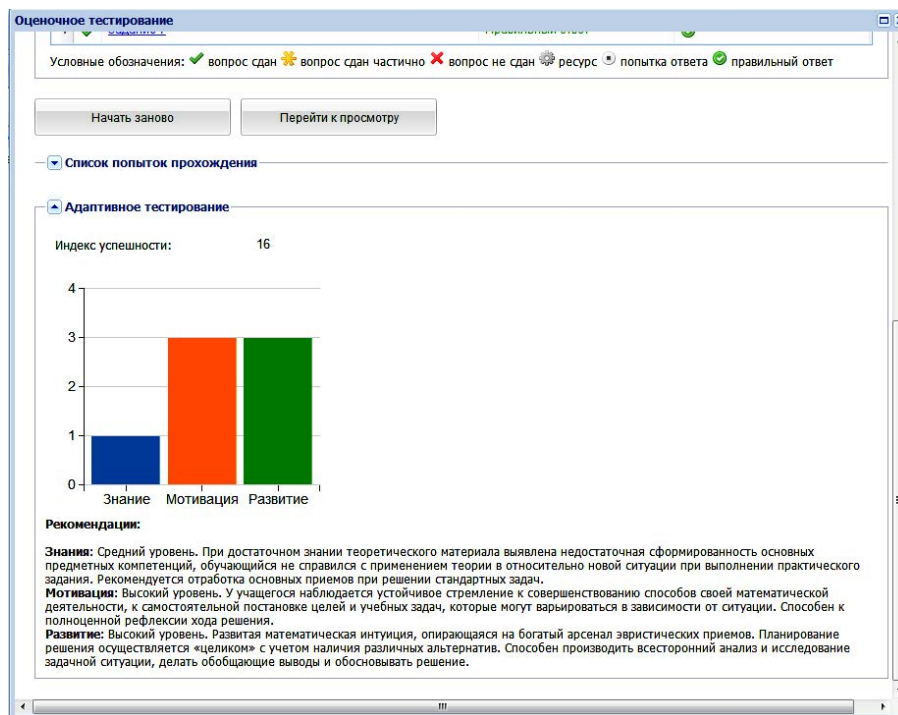 Оценочное тестирование
Задание 7 Правильный ответ
Условные обозначения: вопрос сдан вопрос сдан частично вопрос не сдан ресурс попытка ответа правильный ответ
Начать заново Перейти к просмотру
Список попыток прохождения
Адаптивное тестирование
Индекс успешности: 16
4
3
2
1
0
Знание Мотивация Развитие
Рекомендации:
Знания: Средний уровень. При достаточном знании теоретического материала выявлена недостаточная сформированность основных
предметных компетенций, обучающийся не справился с применением теории в относительно новой ситуации при выполнении практического
задания. Рекомендуется отработка основных приемов при решении стандартных задач.
Мотивация: Высокий уровень. У учащегося наблюдается устойчивое стремление к совершенствованию способов своей математической
деятельности, к самостоятельной постановке целей и учебных задач, которые могут варьироваться в зависимости от ситуации. Способен к
полноценной рефлексии хода решения.
Развитие: Высокий уровень. Развитая математическая интуиция, опирающаяся на богатый арсенал эвристических приемов. Планирование
решения осуществляется «целиком» с учетом наличия различных альтернатив. Способен производить всесторонний анализ и исследование
задачной ситуации, делать обобщающие выводы и обосновывать решение.